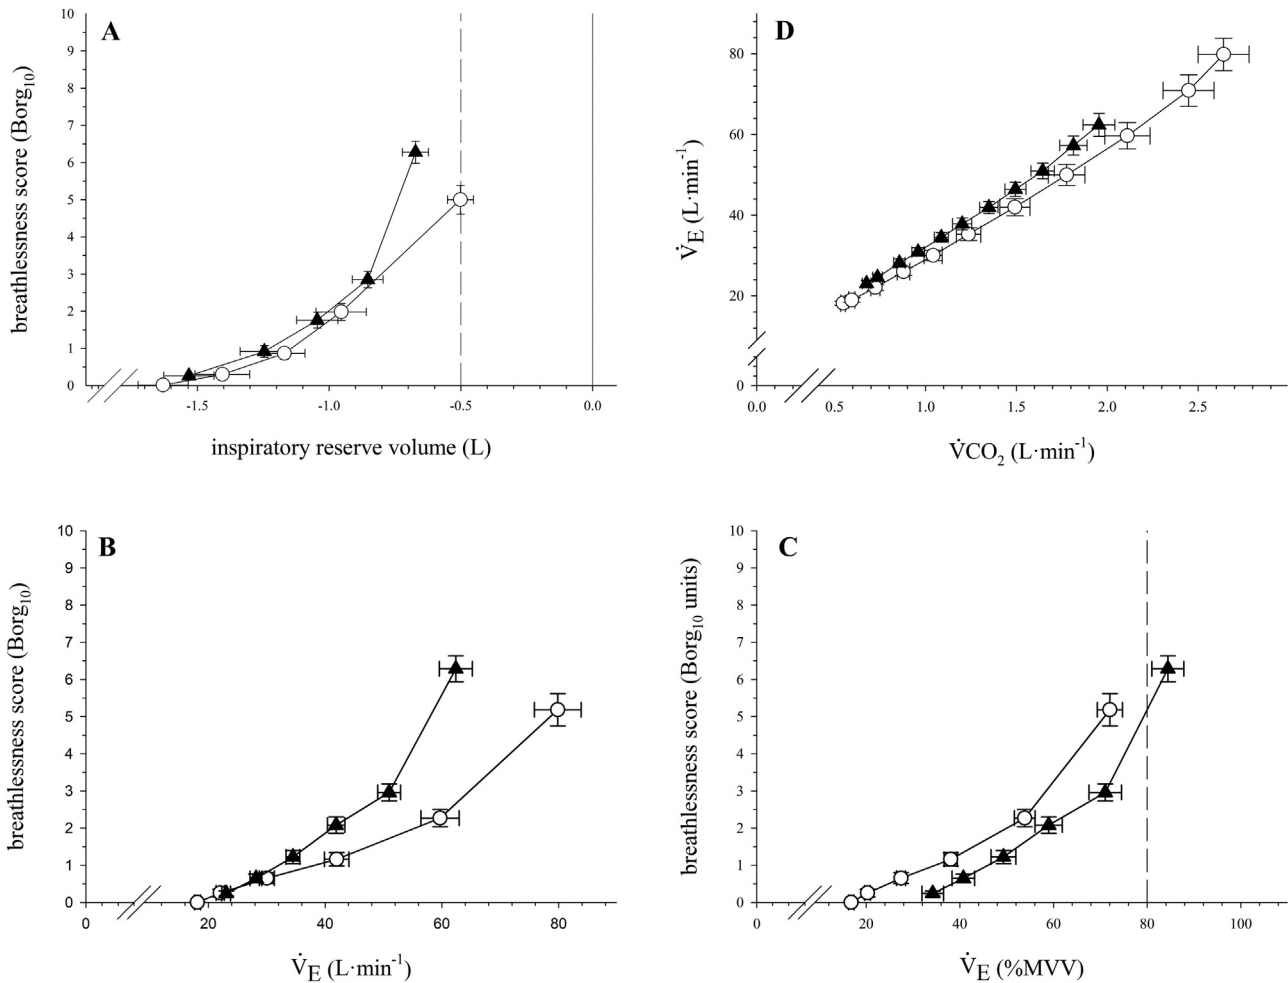 A
breathlessness score (Borg10)
10
9
8
7
6
5
4
3
2
1
0
-1.5 -1.0 -0.5 0.0
inspiratory reserve volume (L)
D
V̇E (L·min-1)
80
60
40
20
0
0.0 0.5 1.0 1.5 2.0 2.5
V̇CO2 (L·min-1)
B
breathlessness score (Borg10)
10
9
8
7
6
5
4
3
2
1
0
0 20 40 60 80
V̇E (L·min-1)
C
breathlessness score (Borg10 units)
10
9
8
7
6
5
4
3
2
1
0
0 20 40 60 80 100
V̇E (%MVV)